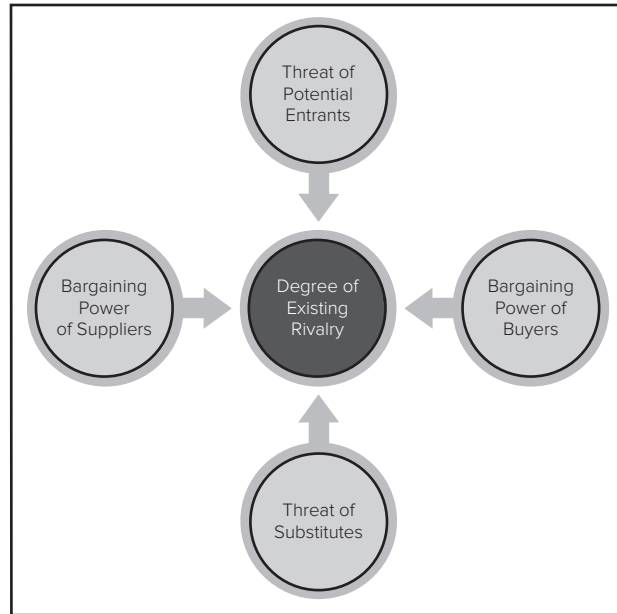 Threat of
Potential
Entrants
Bargaining
Power
of Suppliers
Degree of
Existing
Rivalry
Bargaining
Power of
Buyers
Threat of
Substitutes